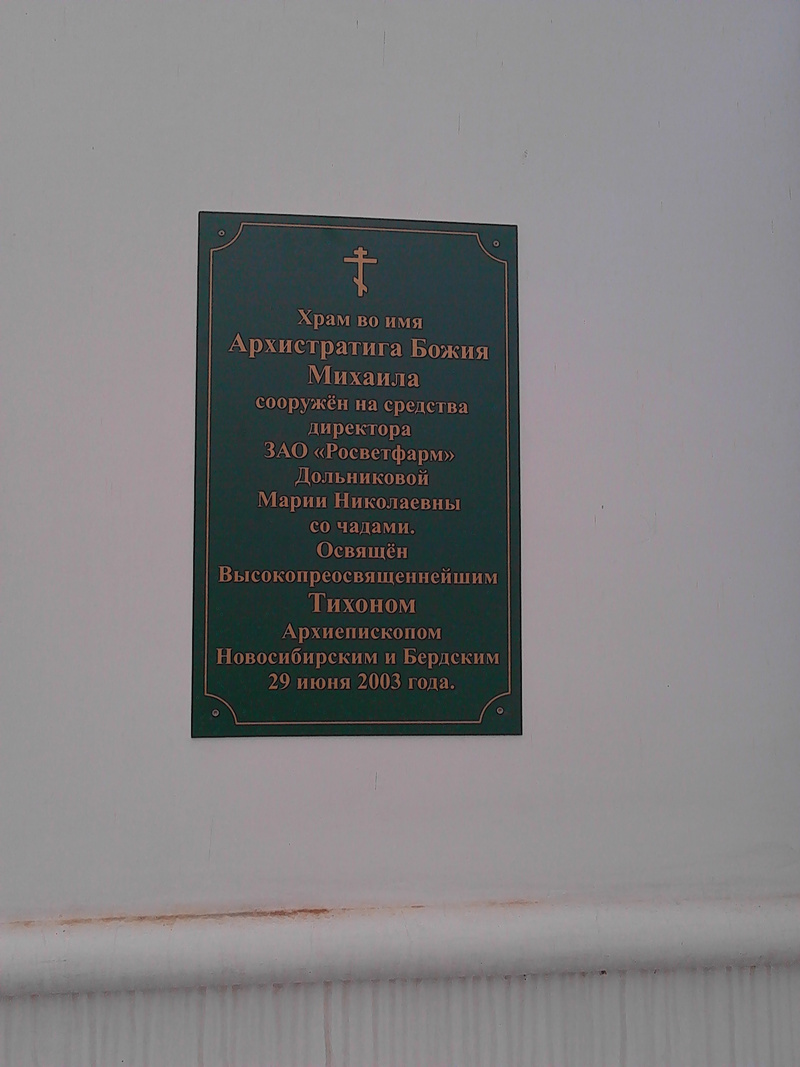 Храм во имя
Архистратига Божия
Михаила
сооружён на средства
директора
ЗАО «Росветфарм»
Дольниковой
Марии Николаевны
со чадами.
Освящён
Высокопреосвященнейшим
Тихоном
Архиепископом
Новосибирским и Бердским
29 июня 2003 года.